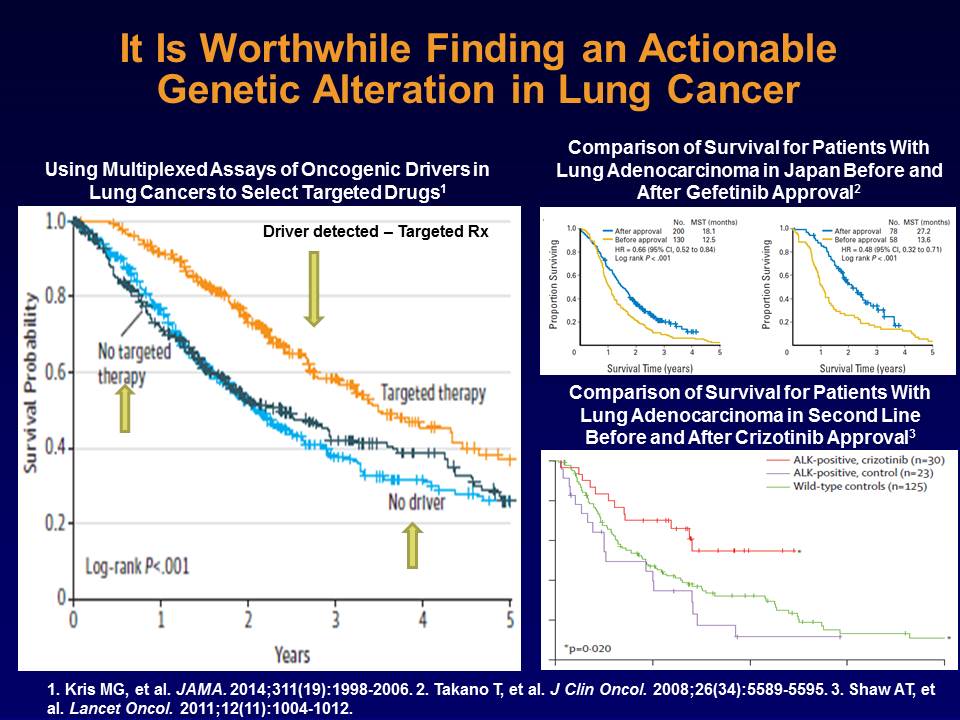 It Is Worthwhile Finding an Actionable
Genetic Alteration in Lung Cancer
Using Multiplexed Assays of Oncogenic Drivers in
Lung Cancers to Select Targeted Drugs1
Survival Probability
1.0
0.8
0.6
0.4
0.2
0
Driver detected – Targeted Rx
No targeted
therapy
Targeted therapy
No driver
Log-rank P<.001
0 1 2 3 4 5
Years
Comparison of Survival for Patients With
Lung Adenocarcinoma in Japan Before and
After Gefetinib Approval2
No. MST (months)
After approval 200 18.1
Before approval 130 12.5
HR = 0.66 (95% CI, 0.52 to 0.84)
Log rank P < .001
Proportion Surviving
1.0
0.8
0.6
0.4
0.2
0 1 2 3 4 5
Survival Time (years)
No. MST (months)
After approval 78 27.2
Before approval 58 13.6
HR = 0.48 (95% CI, 0.32 to 0.71)
Log rank P < .001
Proportion Surviving
1.0
0.8
0.6
0.4
0.2
0 1 2 3 4 5
Survival Time (years)
Comparison of Survival for Patients With
Lung Adenocarcinoma in Second Line
Before and After Crizotinib Approval3
ALK-positive, crizotinib (n=30)
ALK-positive, control (n=23)
Wild-type controls (n=125)
*
*
*p=0·020
1. Kris MG, et al. JAMA. 2014;311(19):1998-2006. 2. Takano T, et al. J Clin Oncol. 2008;26(34):5589-5595. 3. Shaw AT, et
al. Lancet Oncol. 2011;12(11):1004-1012.